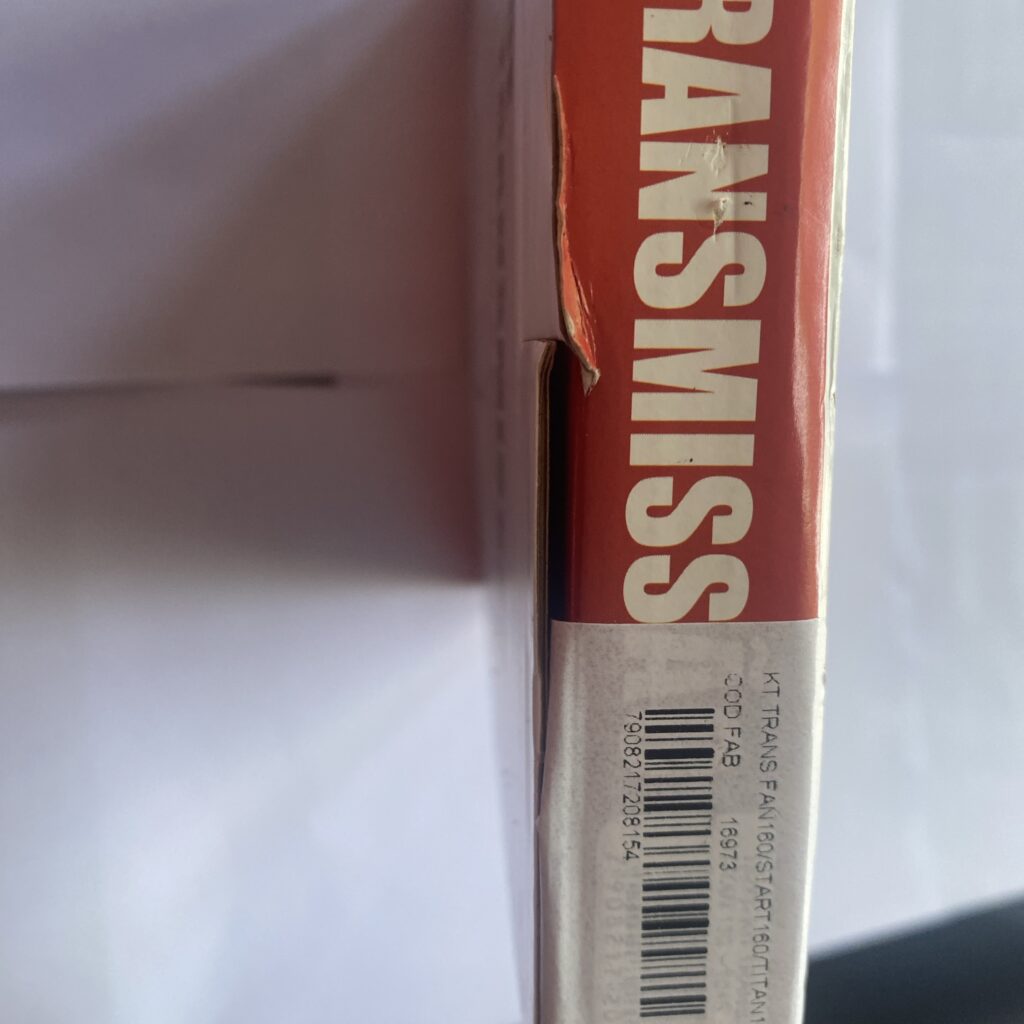 RANSMISS
KT TRANS FAN160/START160/TITAN1
COD FAB 16973
7908217208154